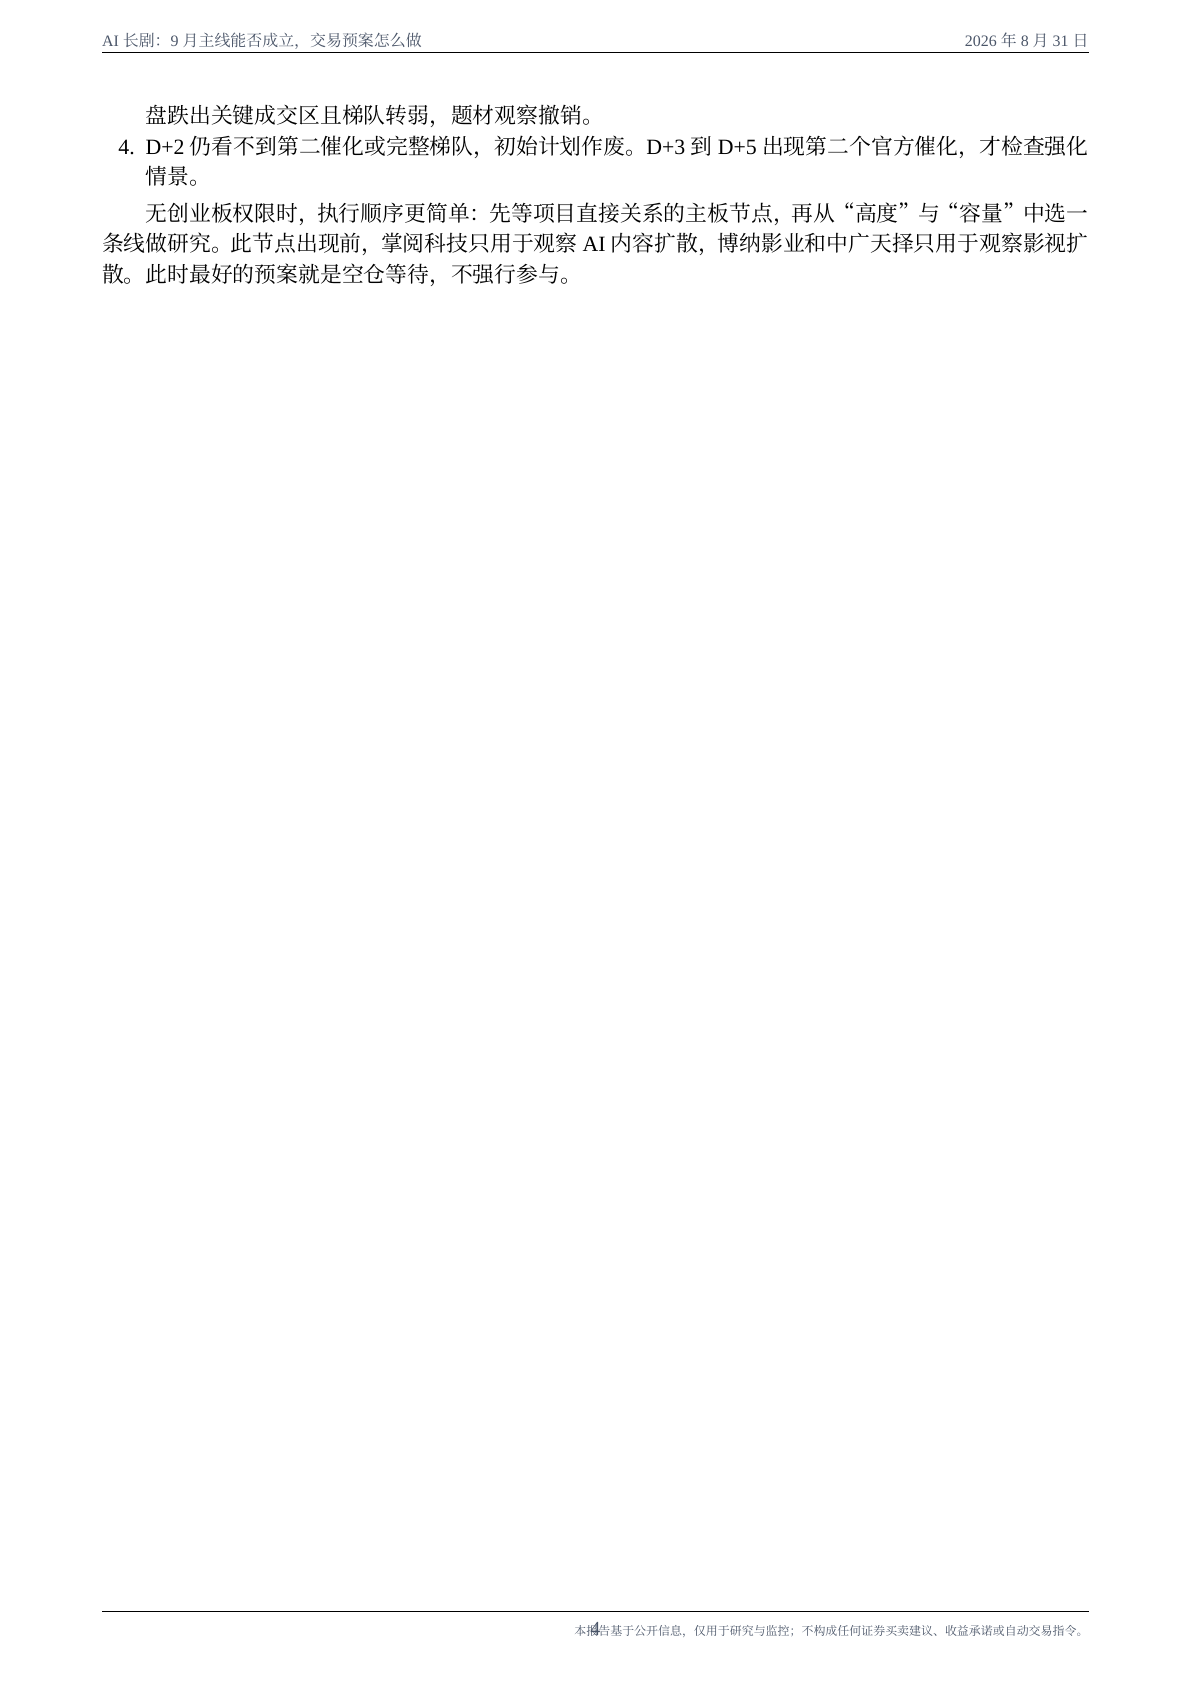 AI 长剧：9 月主线能否成立，交易预案怎么做 2026 年 8 月 31 日
盘跌出关键成交区且梯队转弱，题材观察撤销。
4. D+2 仍看不到第二催化或完整梯队，初始计划作废。D+3 到 D+5 出现第二个官方催化，才检查强化
情景。
无创业板权限时，执行顺序更简单：先等项目直接关系的主板节点，再从“高度”与“容量”中选一
条线做研究。此节点出现前，掌阅科技只用于观察 AI 内容扩散，博纳影业和中广天择只用于观察影视扩
散。此时最好的预案就是空仓等待，不强行参与。
4
本报告基于公开信息，仅用于研究与监控；不构成任何证券买卖建议、收益承诺或自动交易指令。